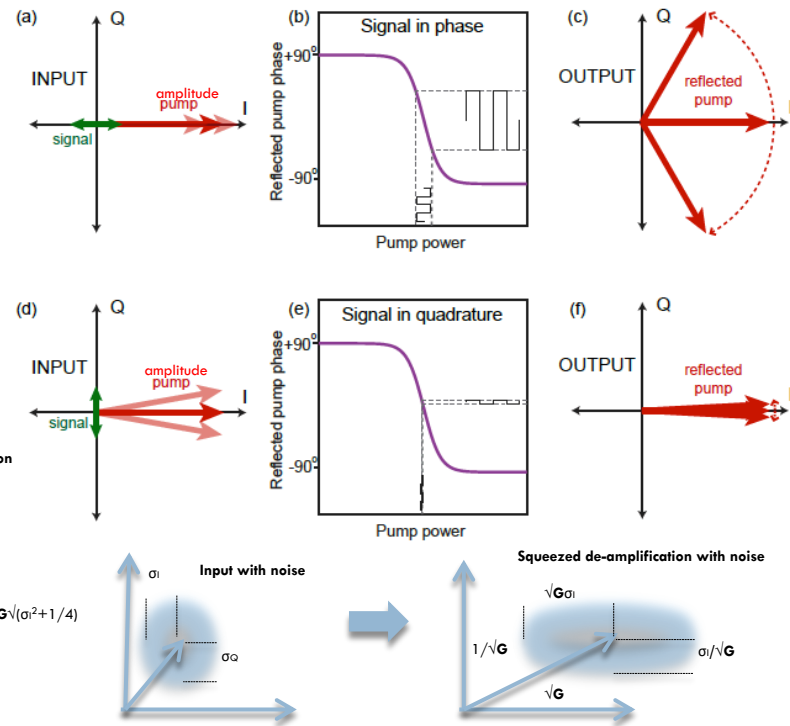 (a)
Q
INPUT
amplitude
pump
I
signal
(b)
Signal in phase
Reflected pump phase
+90°
-90°
Pump power
(c)
OUTPUT
reflected
pump
(d)
Q
INPUT
amplitude
pump
I
signal
on
(e)
Signal in quadrature
Reflected pump phase
+90°
-90°
Pump power
(f)
Q
OUTPUT
reflected
pump
Input with noise
σI
σQ
G√(σI²+1/4)
Squeezed de-amplification with noise
√GσI
1/√G
σI/√G
√G